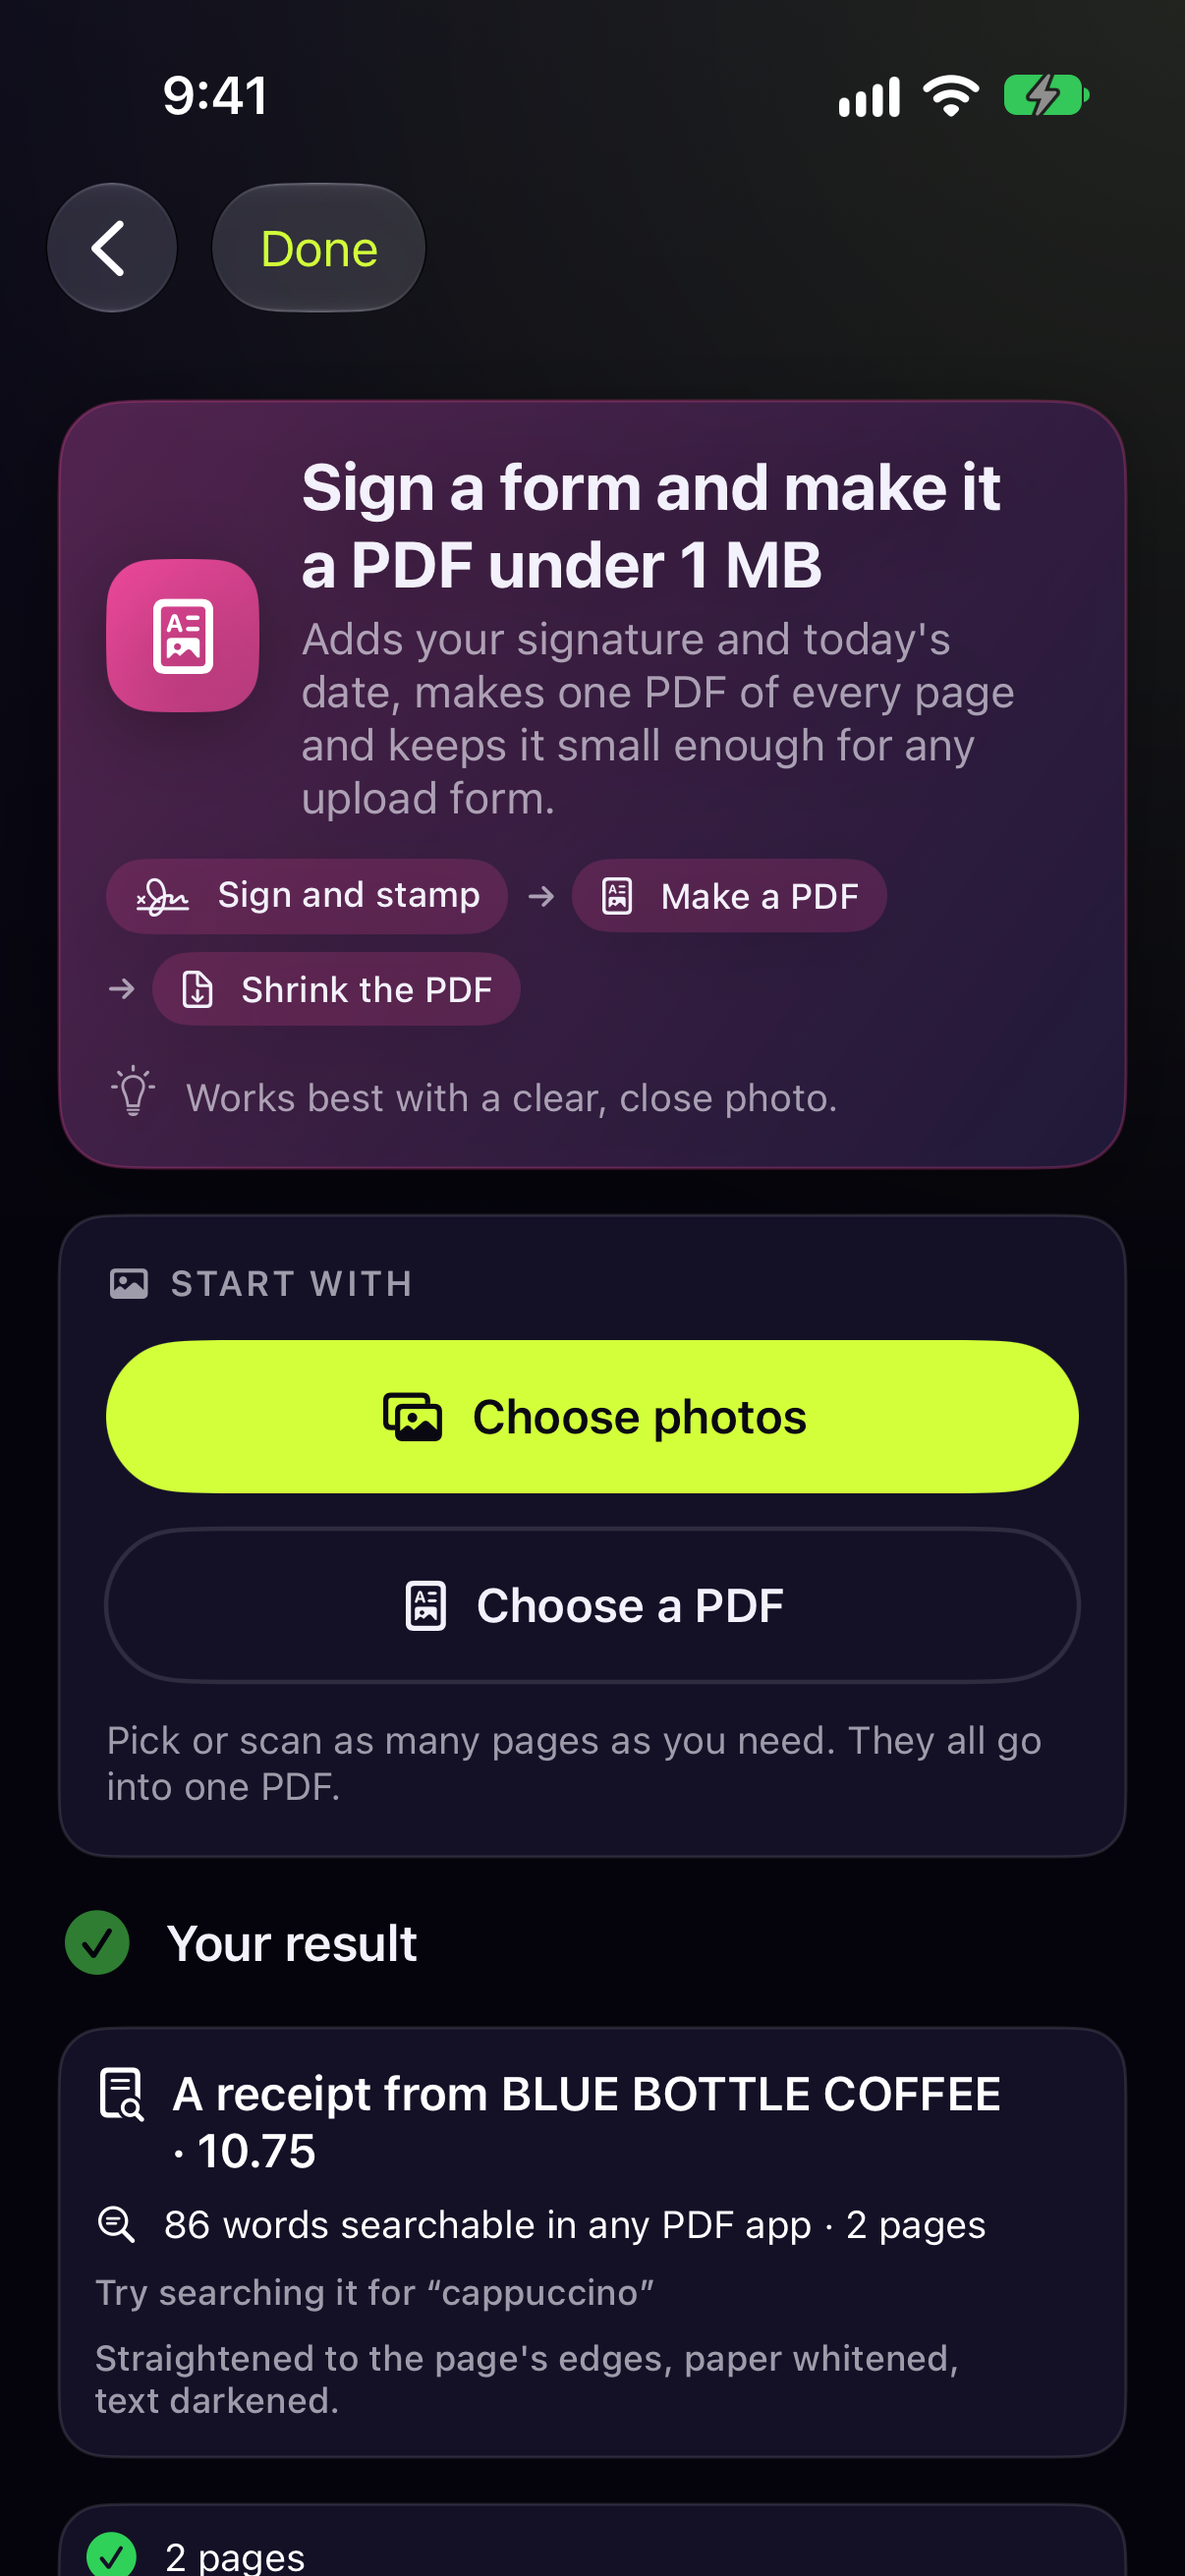 9:41
Done
Sign a form and make it
a PDF under 1 MB
Adds your signature and today's
date, makes one PDF of every page
and keeps it small enough for any
upload form.
Sign and stamp → Make a PDF
→ Shrink the PDF
Works best with a clear, close photo.
START WITH
Choose photos
Choose a PDF
Pick or scan as many pages as you need. They all go
into one PDF.
Your result
A receipt from BLUE BOTTLE COFFEE
· 10.75
86 words searchable in any PDF app · 2 pages
Try searching it for “cappuccino”
Straightened to the page's edges, paper whitened,
text darkened.
2 pages